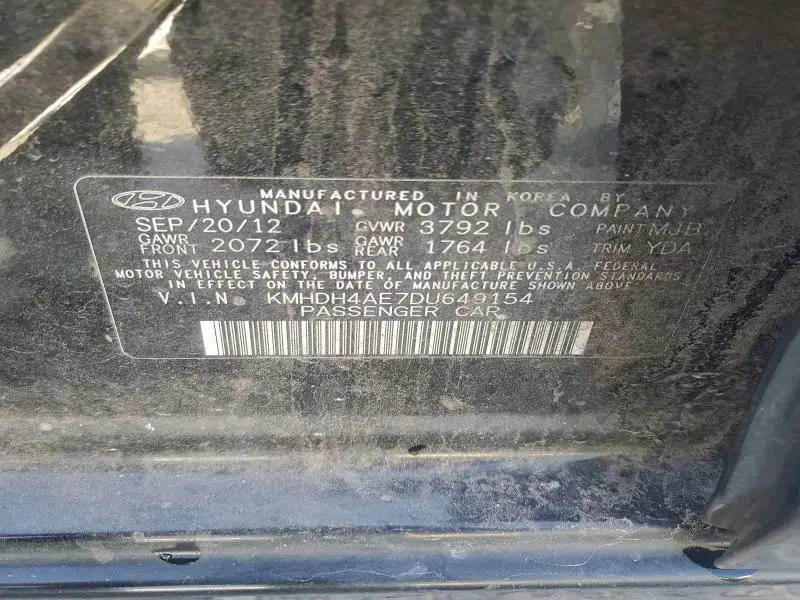 MANUFACTURED IN KOREA BY
HYUNDAI MOTOR COMPANY
SEP/20/12 GVWR 3792 lbs PAINT MJB
GAWR FRONT 2072 lbs GAWR REAR 1764 lbs TRIM YDA
THIS VEHICLE CONFORMS TO ALL APPLICABLE U.S.A. FEDERAL
MOTOR VEHICLE SAFETY, BUMPER, AND THEFT PREVENTION STANDARDS
IN EFFECT ON THE DATE OF MANUFACTURE SHOWN ABOVE
V.I.N. KMHDH4AE7DU649154
PASSENGER CAR